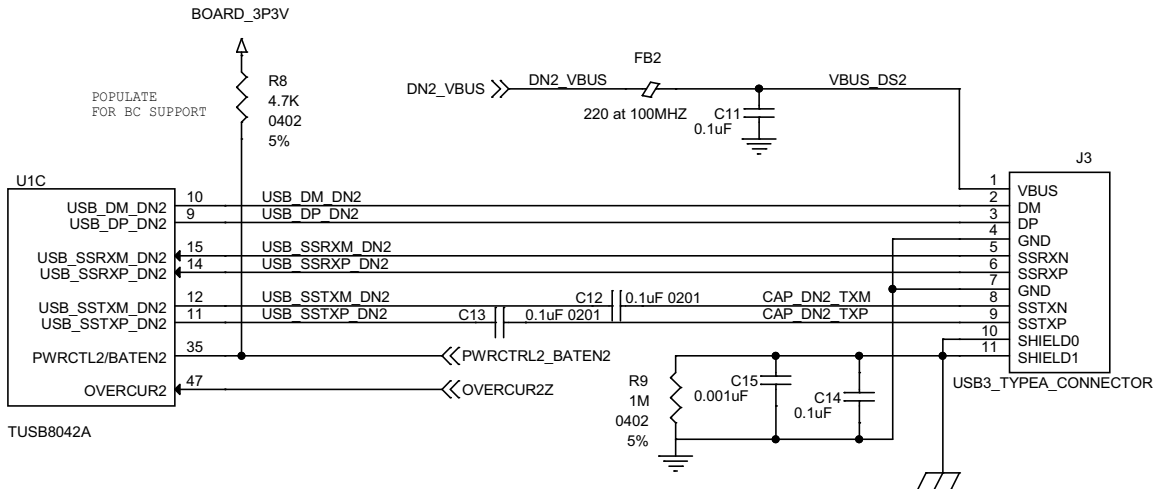 BOARD_3P3V
R8
4.7K
0402
5%
POPULATE
FOR BC SUPPORT
DN2_VBUS
DN2_VBUS
FB2
220 at 100MHZ
C11
0.1uF
VBUS_DS2
J3
U1C
USB_DM_DN2
10
USB_DM_DN2
USB_DP_DN2
9
USB_DP_DN2
USB_SSRXM_DN2
15
USB_SSRXM_DN2
USB_SSRXP_DN2
14
USB_SSRXP_DN2
USB_SSTXM_DN2
12
USB_SSTXM_DN2
C12
0.1uF 0201
CAP_DN2_TXM
USB_SSTXP_DN2
11
USB_SSTXP_DN2
C13
0.1uF 0201
CAP_DN2_TXP
PWRCTL2/BATEN2
35
PWRCTRL2_BATEN2
OVERCUR2
47
OVERCUR2Z
TUSB8042A
1
VBUS
2
DM
3
DP
4
GND
5
SSRXN
6
SSRXP
7
GND
8
SSTXN
9
SSTXP
10
SHIELD0
11
SHIELD1
USB3_TYPEA_CONNECTOR
R9
1M
0402
5%
C15
0.001uF
C14
0.1uF